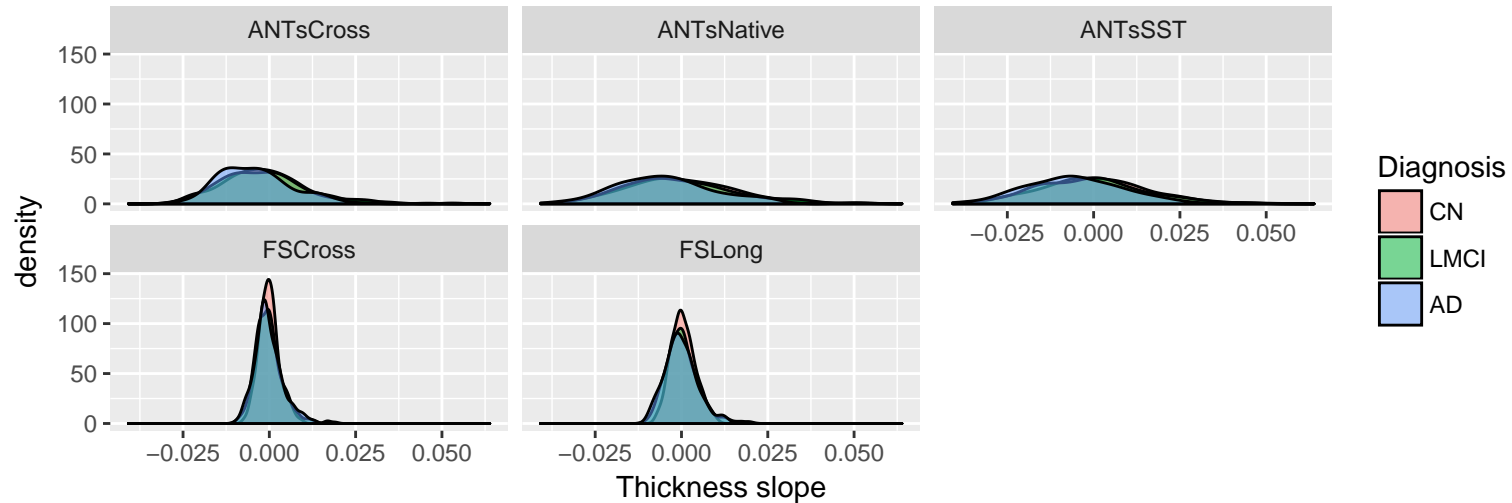 ANTsCross ANTsNative ANTsSST
150
100
50
0
−0.025 0.000 0.025 0.050
FSCross FSLong
150
100
50
0
−0.025 0.000 0.025 0.050 −0.025 0.000 0.025 0.050
density
Thickness slope
Diagnosis
CN
LMCI
AD